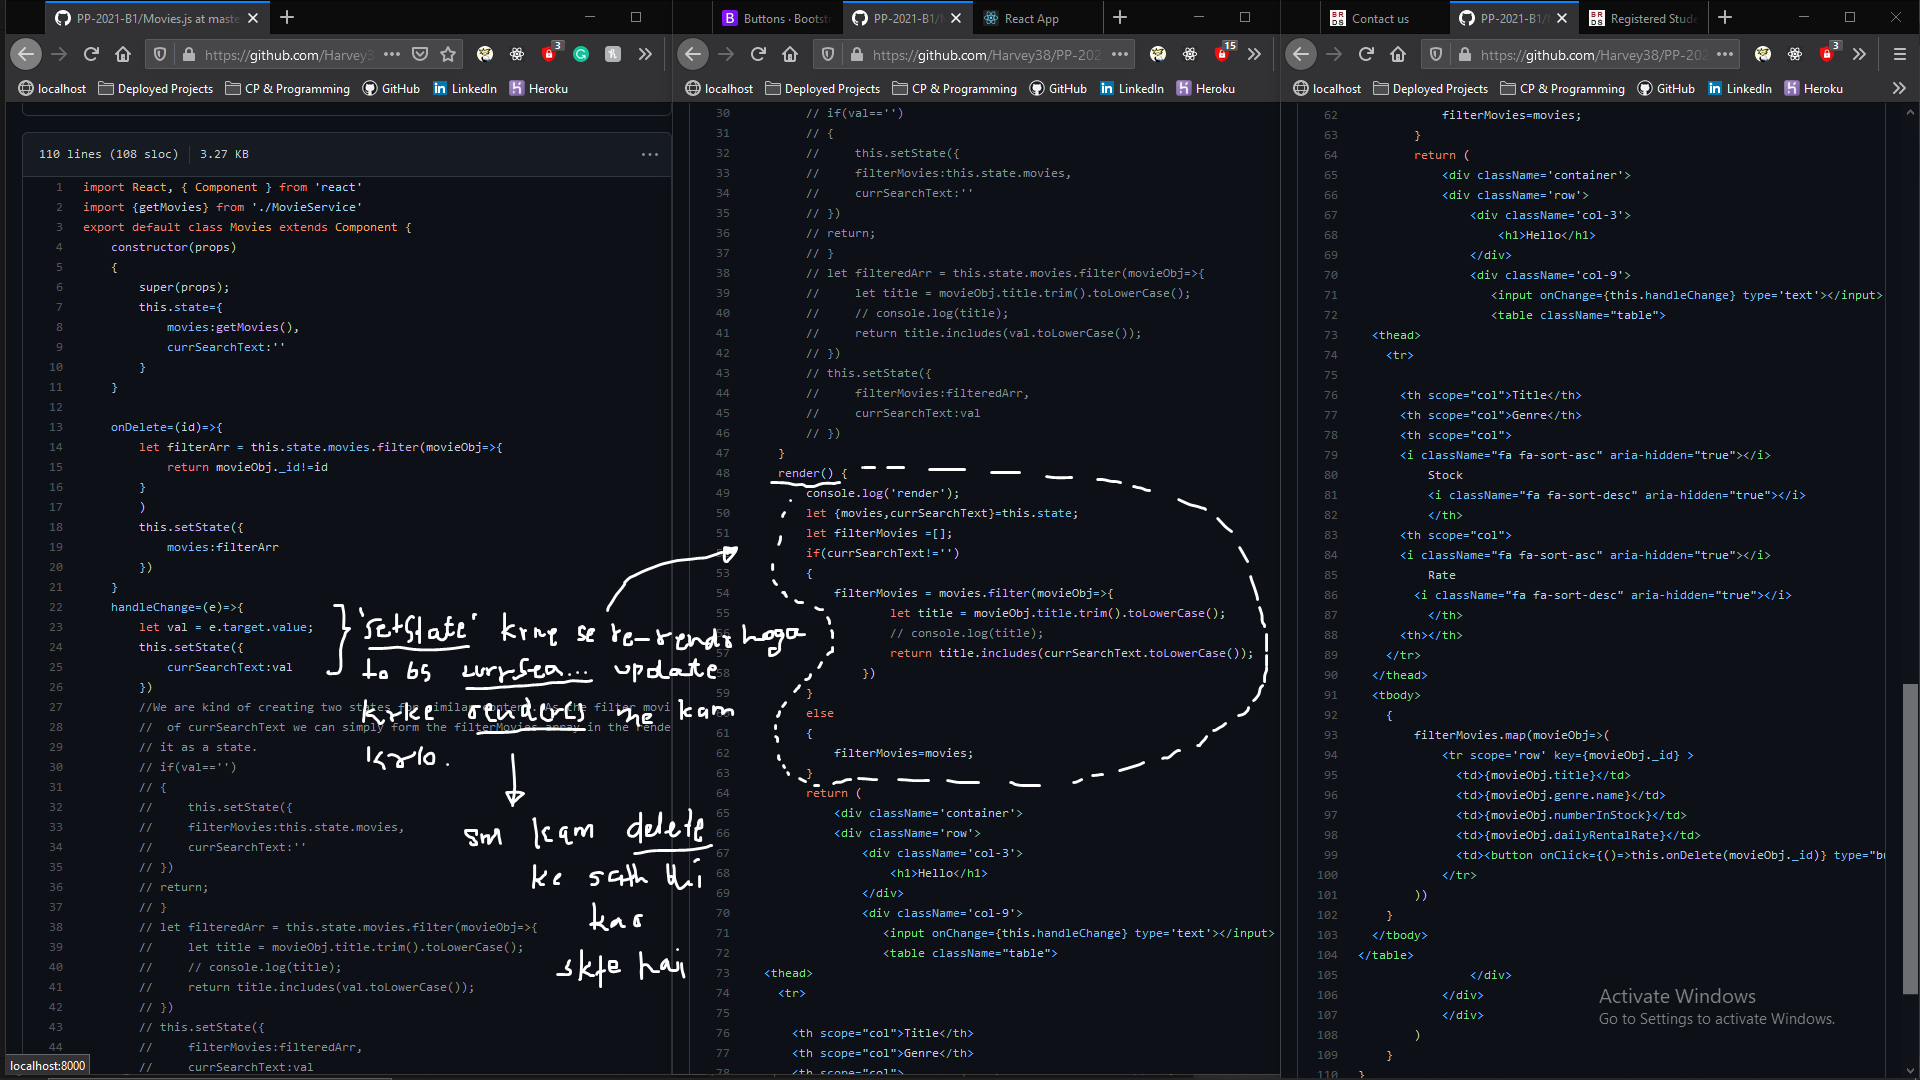 PP-2021-B1/Movies.js at maste
Buttons · Bootst
PP-2021-B1/
React App
Contact us
PP-2021-B1/
Registered Stude
https://github.com/Harvey3
https://github.com/Harvey38/PP-202
https://github.com/Harvey38/PP-202
3
15
3
localhost Deployed Projects CP & Programming GitHub LinkedIn Heroku
localhost Deployed Projects CP & Programming GitHub LinkedIn Heroku
localhost Deployed Projects CP & Programming GitHub LinkedIn Heroku
110 lines (108 sloc) 3.27 KB
1 import React, { Component } from 'react'
2 import {getMovies} from './MovieService'
3 export default class Movies extends Component {
4 constructor(props)
5 {
6 super(props);
7 this.state={
8 movies:getMovies(),
9 currSearchText:''
10 }
11 }
12
13 onDelete=(id)=>{
14 let filterArr = this.state.movies.filter(movieObj=>{
15 return movieObj._id!=id
16 }
17 )
18 this.setState({
19 movies:filterArr
20 })
21 }
22 handleChange=(e)=>{
23 let val = e.target.value;
24 this.setState({
25 currSearchText:val
26 })
27 //We are kind of creating two states for similar content. As the filter movi
28 // of currSearchText we can simply form the filterMovies array in the rende
29 // it as a state.
30 // if(val=='')
31 // {
32 // this.setState({
33 // filterMovies:this.state.movies,
34 // currSearchText:''
35 // })
36 // return;
37 // }
38 // let filteredArr = this.state.movies.filter(movieObj=>{
39 // let title = movieObj.title.trim().toLowerCase();
40 // // console.log(title);
41 // return title.includes(val.toLowerCase());
42 // })
43 // this.setState({
44 // filterMovies:filteredArr,
// currSearchText:val
localhost:8000
'setState' krne se re-render hoga
to bs currsea... update
krke renders me kam
krlo.
sm kam delete
ke sath bhi
kar
skte hai
30 // if(val=='')
31 // {
32 // this.setState({
33 // filterMovies:this.state.movies,
34 // currSearchText:''
35 // })
36 // return;
37 // }
38 // let filteredArr = this.state.movies.filter(movieObj=>{
39 // let title = movieObj.title.trim().toLowerCase();
40 // // console.log(title);
41 // return title.includes(val.toLowerCase());
42 // })
43 // this.setState({
44 // filterMovies:filteredArr,
45 // currSearchText:val
46 // })
47 }
48 render() {
49 console.log('render');
50 let {movies,currSearchText}=this.state;
51 let filterMovies =[];
if(currSearchText!='')
53 {
54 filterMovies = movies.filter(movieObj=>{
55 let title = movieObj.title.trim().toLowerCase();
56 // console.log(title);
57 return title.includes(currSearchText.toLowerCase());
58 })
59 }
60 else
61 {
62 filterMovies=movies;
63 }
64 return (
65 <div className='container'>
66 <div className='row'>
67 <div className='col-3'>
68 <h1>Hello</h1>
69 </div>
70 <div className='col-9'>
71 <input onChange={this.handleChange} type='text'></input>
72 <table className="table">
73 <thead>
74 <tr>
75
76 <th scope="col">Title</th>
77 <th scope="col">Genre</th>
78 <th scope="col">
62 filterMovies=movies;
63 }
64 return (
65 <div className='container'>
66 <div className='row'>
67 <div className='col-3'>
68 <h1>Hello</h1>
69 </div>
70 <div className='col-9'>
71 <input onChange={this.handleChange} type='text'></input>
72 <table className="table">
73 <thead>
74 <tr>
75
76 <th scope="col">Title</th>
77 <th scope="col">Genre</th>
78 <th scope="col">
79 <i className="fa fa-sort-asc" aria-hidden="true"></i>
80 Stock
81 <i className="fa fa-sort-desc" aria-hidden="true"></i>
82 </th>
83 <th scope="col">
84 <i className="fa fa-sort-asc" aria-hidden="true"></i>
85 Rate
86 <i className="fa fa-sort-desc" aria-hidden="true"></i>
87 </th>
88 <th></th>
89 </tr>
90 </thead>
91 <tbody>
92 {
93 filterMovies.map(movieObj=>(
94 <tr scope='row' key={movieObj._id} >
95 <td>{movieObj.title}</td>
96 <td>{movieObj.genre.name}</td>
97 <td>{movieObj.numberInStock}</td>
98 <td>{movieObj.dailyRentalRate}</td>
99 <td><button onClick={()=>this.onDelete(movieObj._id)} type="bu
100 </tr>
101 ))
102 }
103 </tbody>
104 </table>
105 </div>
106 </div>
107 </div>
108 )
109 }
110 }
Activate Windows
Go to Settings to activate Windows.